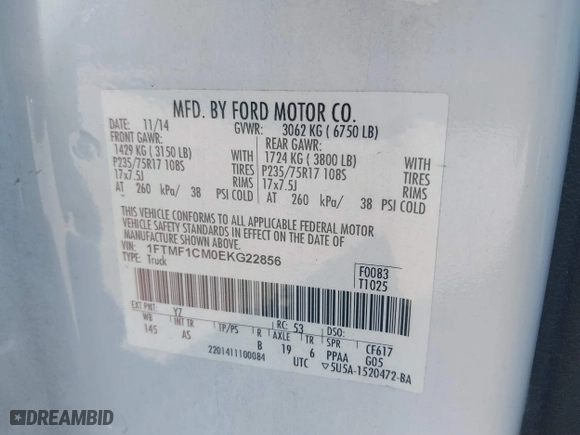 MFD. BY FORD MOTOR CO.
DATE: 11/14 GVWR: 3062 KG ( 6750 LB)
FRONT GAWR: REAR GAWR:
1429 KG ( 3150 LB) WITH 1724 KG ( 3800 LB) WITH
P235/75R17 108S TIRES P235/75R17 108S TIRES
17x7.5J RIMS 17x7.5J RIMS
AT 260 kPa/ 38 PSI COLD AT 260 kPa/ 38 PSI COLD
THIS VEHICLE CONFORMS TO ALL APPLICABLE FEDERAL MOTOR
VEHICLE SAFETY STANDARDS IN EFFECT ON THE DATE OF
MANUFACTURE SHOWN ABOVE.
VIN: 1FTMF1CM0EKG22856
TYPE: Truck
F0083
T1025
EXT PNT: YZ RC: 53 DSO:
WB INT TR TP/PS R AXLE TR SPR CF617
145 AS B 19 6 PPAA G05
2201411100084 UTC ▽5U5A-1520472-BA
DREAMBID